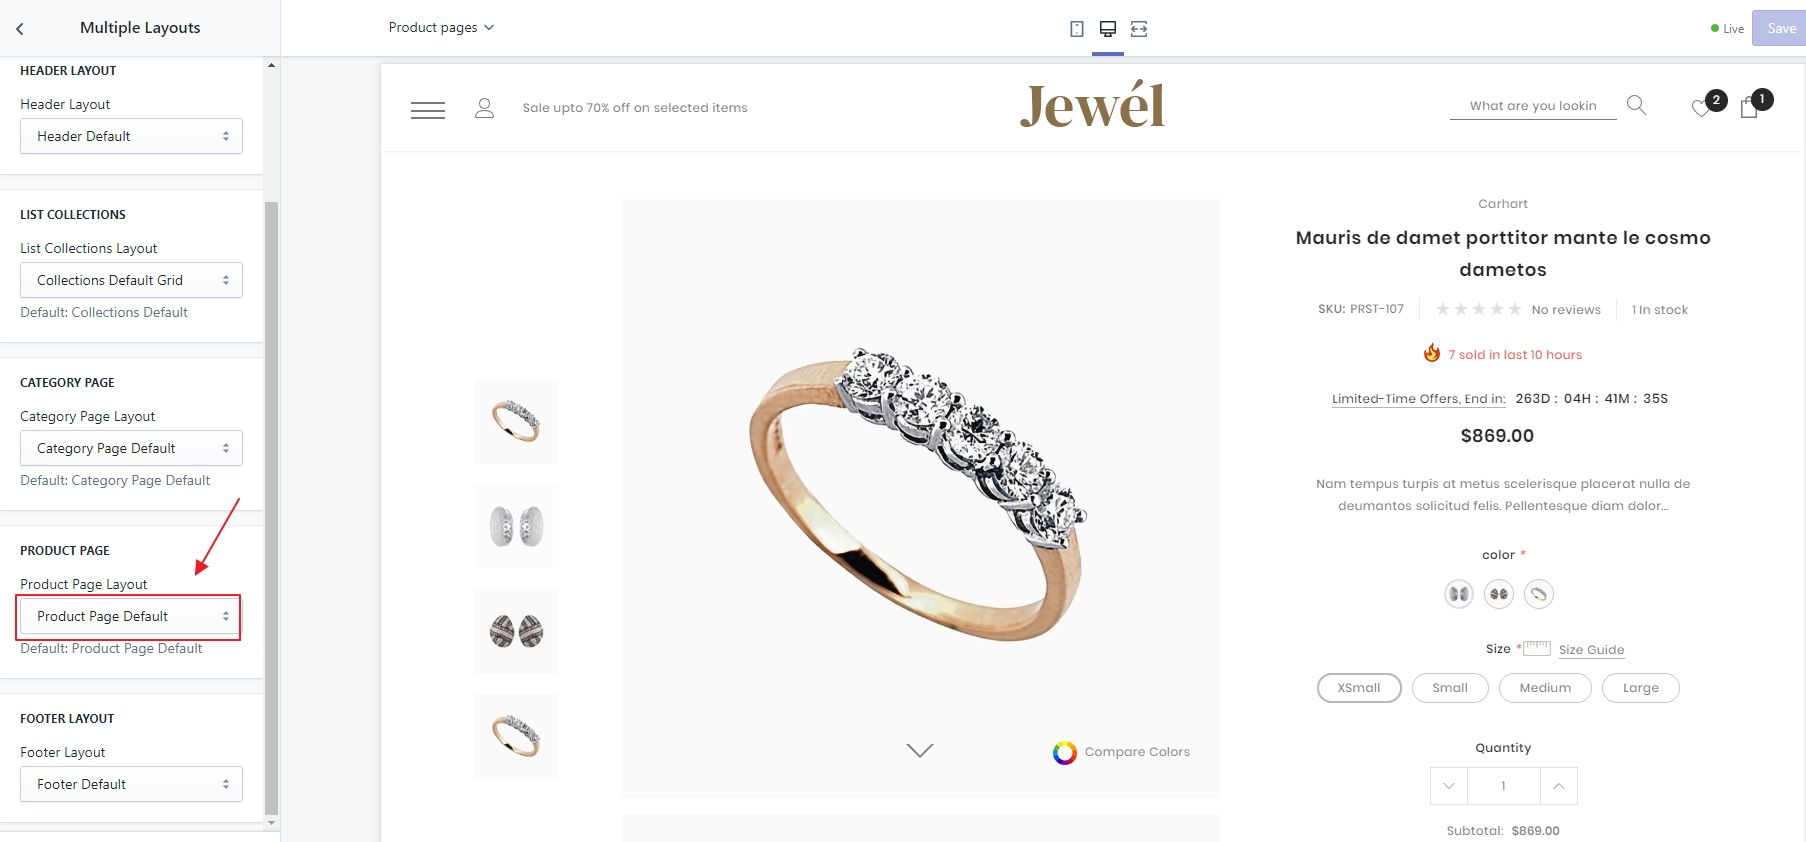 Multiple Layouts
HEADER LAYOUT
Header Layout
Header Default
LIST COLLECTIONS
List Collections Layout
Collections Default Grid
Default: Collections Default
CATEGORY PAGE
Category Page Layout
Category Page Default
Default: Category Page Default
PRODUCT PAGE
Product Page Layout
Product Page Default
Default: Product Page Default
FOOTER LAYOUT
Footer Layout
Footer Default
Product pages
Live
Save
Sale upto 70% off on selected items
Jewél
What are you lookin
2
1
Carhart
Mauris de damet porttitor mante le cosmo
dametos
SKU: PRST-107
No reviews
1 In stock
7 sold in last 10 hours
Limited-Time Offers, End in: 263D : 04H : 41M : 35S
$869.00
Nam tempus turpis at metus scelerisque placerat nulla de
deumantos solicitud felis. Pellentesque diam dolor...
color *
Size *
Size Guide
XSmall
Small
Medium
Large
Compare Colors
Quantity
1
Subtotal: $869.00